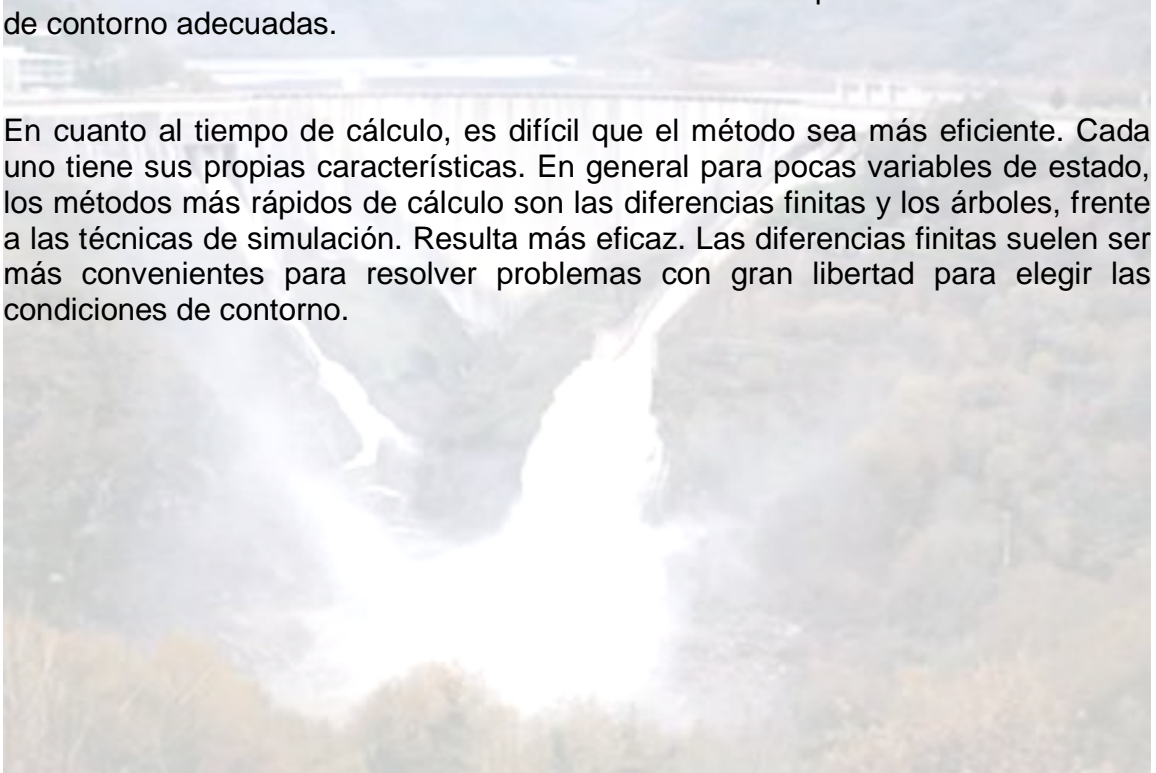 de contorno adecuadas.
En cuanto al tiempo de cálculo, es difícil que el método sea más eficiente. Cada
uno tiene sus propias características. En general para pocas variables de estado,
los métodos más rápidos de cálculo son las diferencias finitas y los árboles, frente
a las técnicas de simulación. Resulta más eficaz. Las diferencias finitas suelen ser
más convenientes para resolver problemas con gran libertad para elegir las
condiciones de contorno.